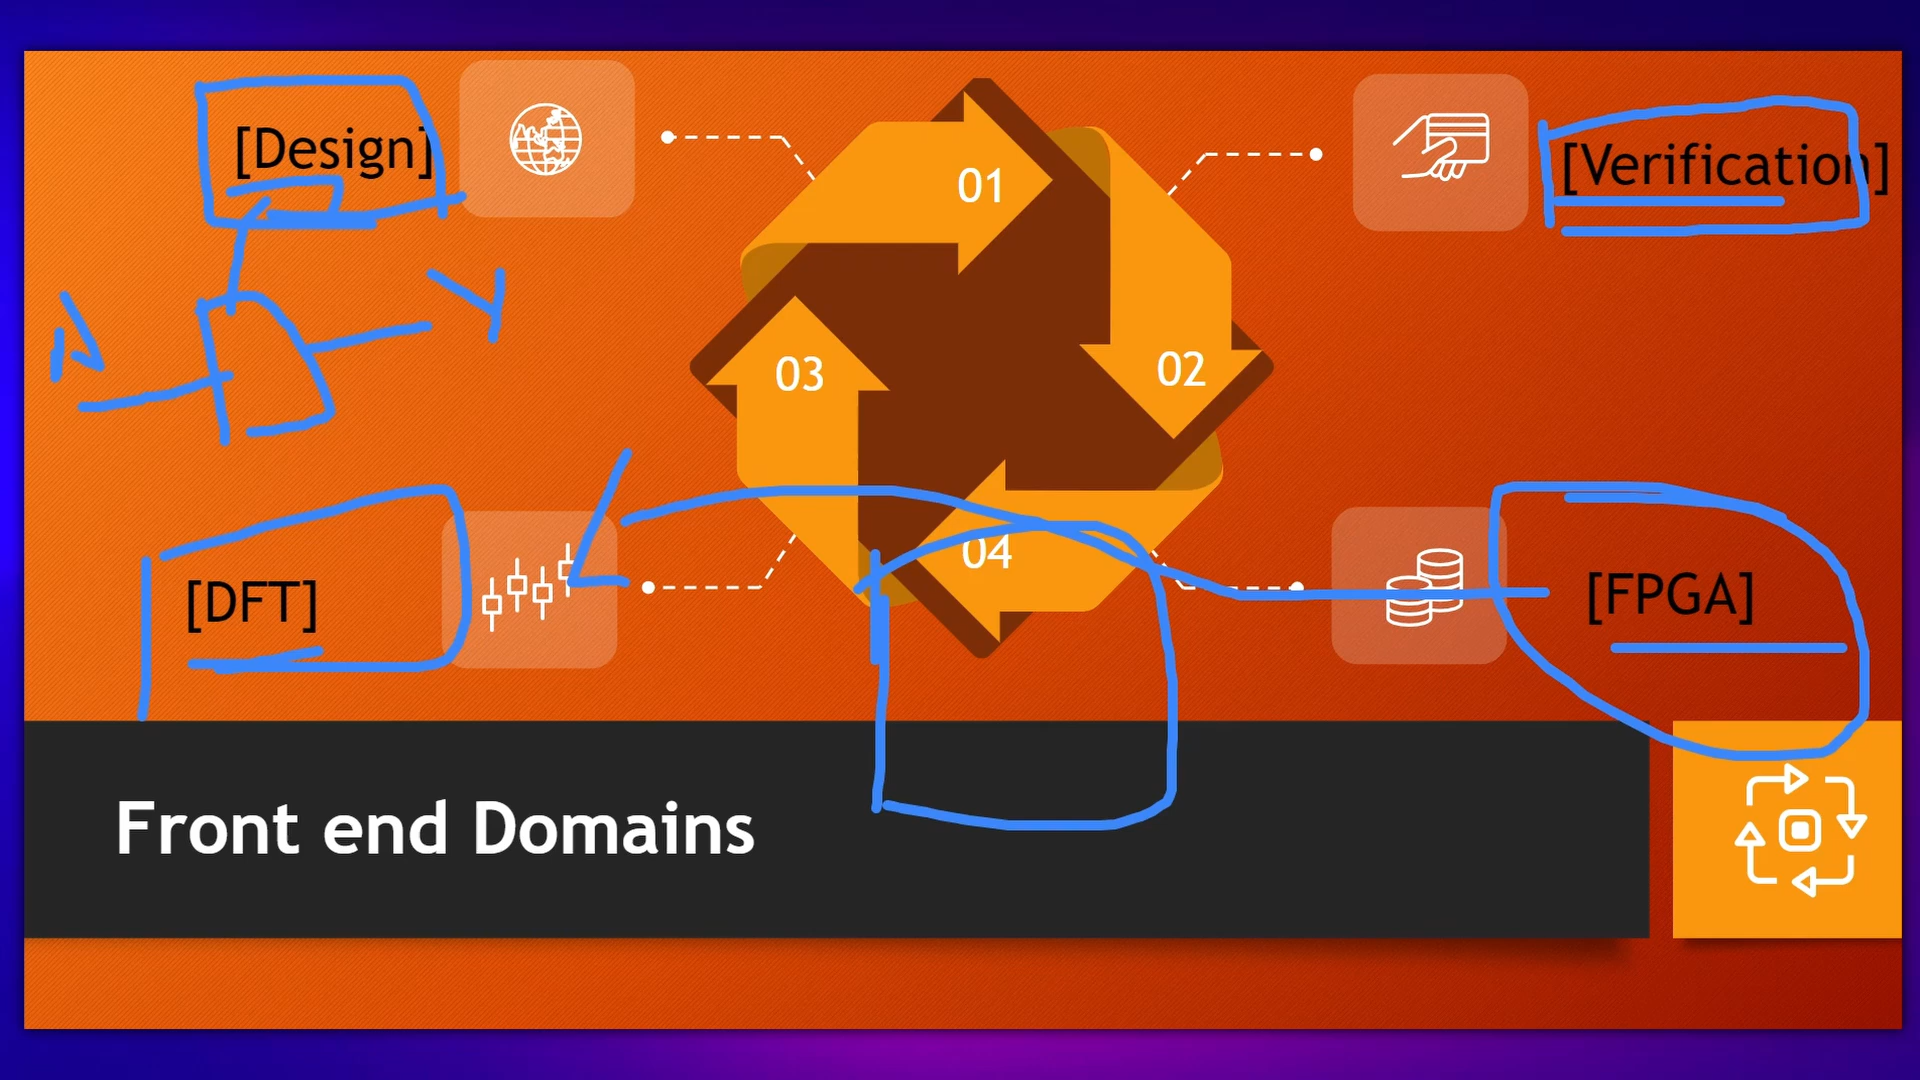 [Design]
[Verification]
01
02
03
04
N
Y
[DFT]
[FPGA]
Front end Domains